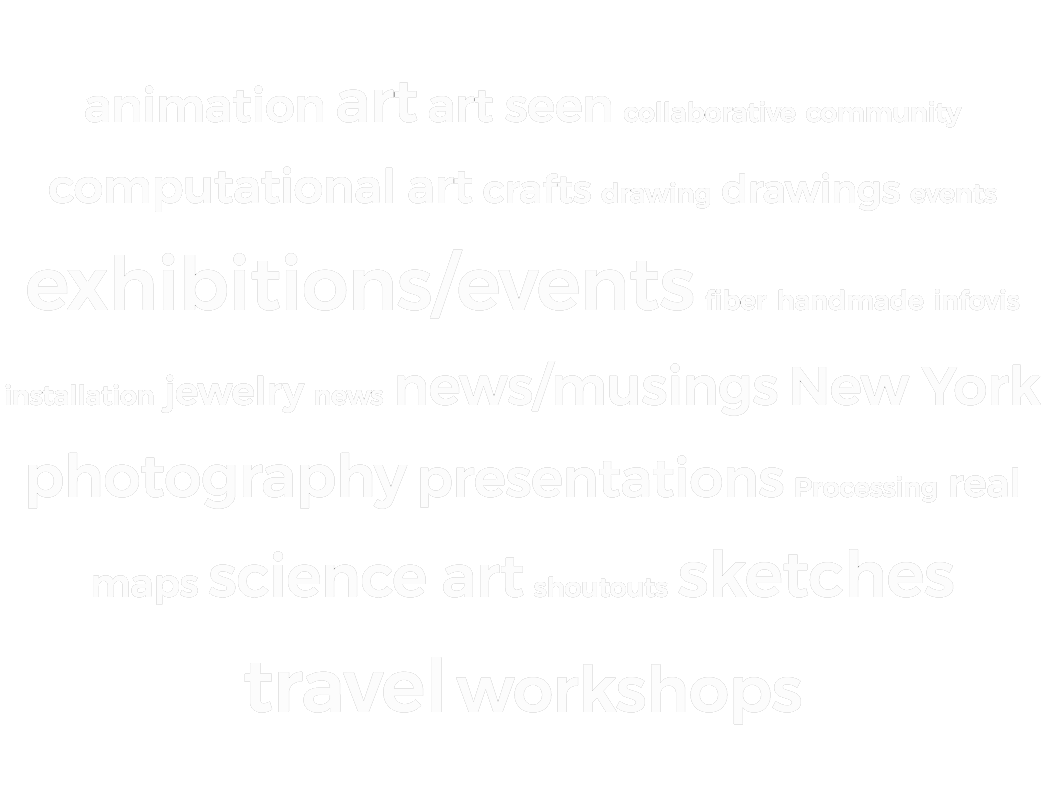 animation art art seen collaborative community
computational art crafts drawing drawings events
exhibitions/events fiber handmade infovis
installation jewelry news news/musings New York
photography presentations Processing real
maps science art shoutouts sketches
travel workshops